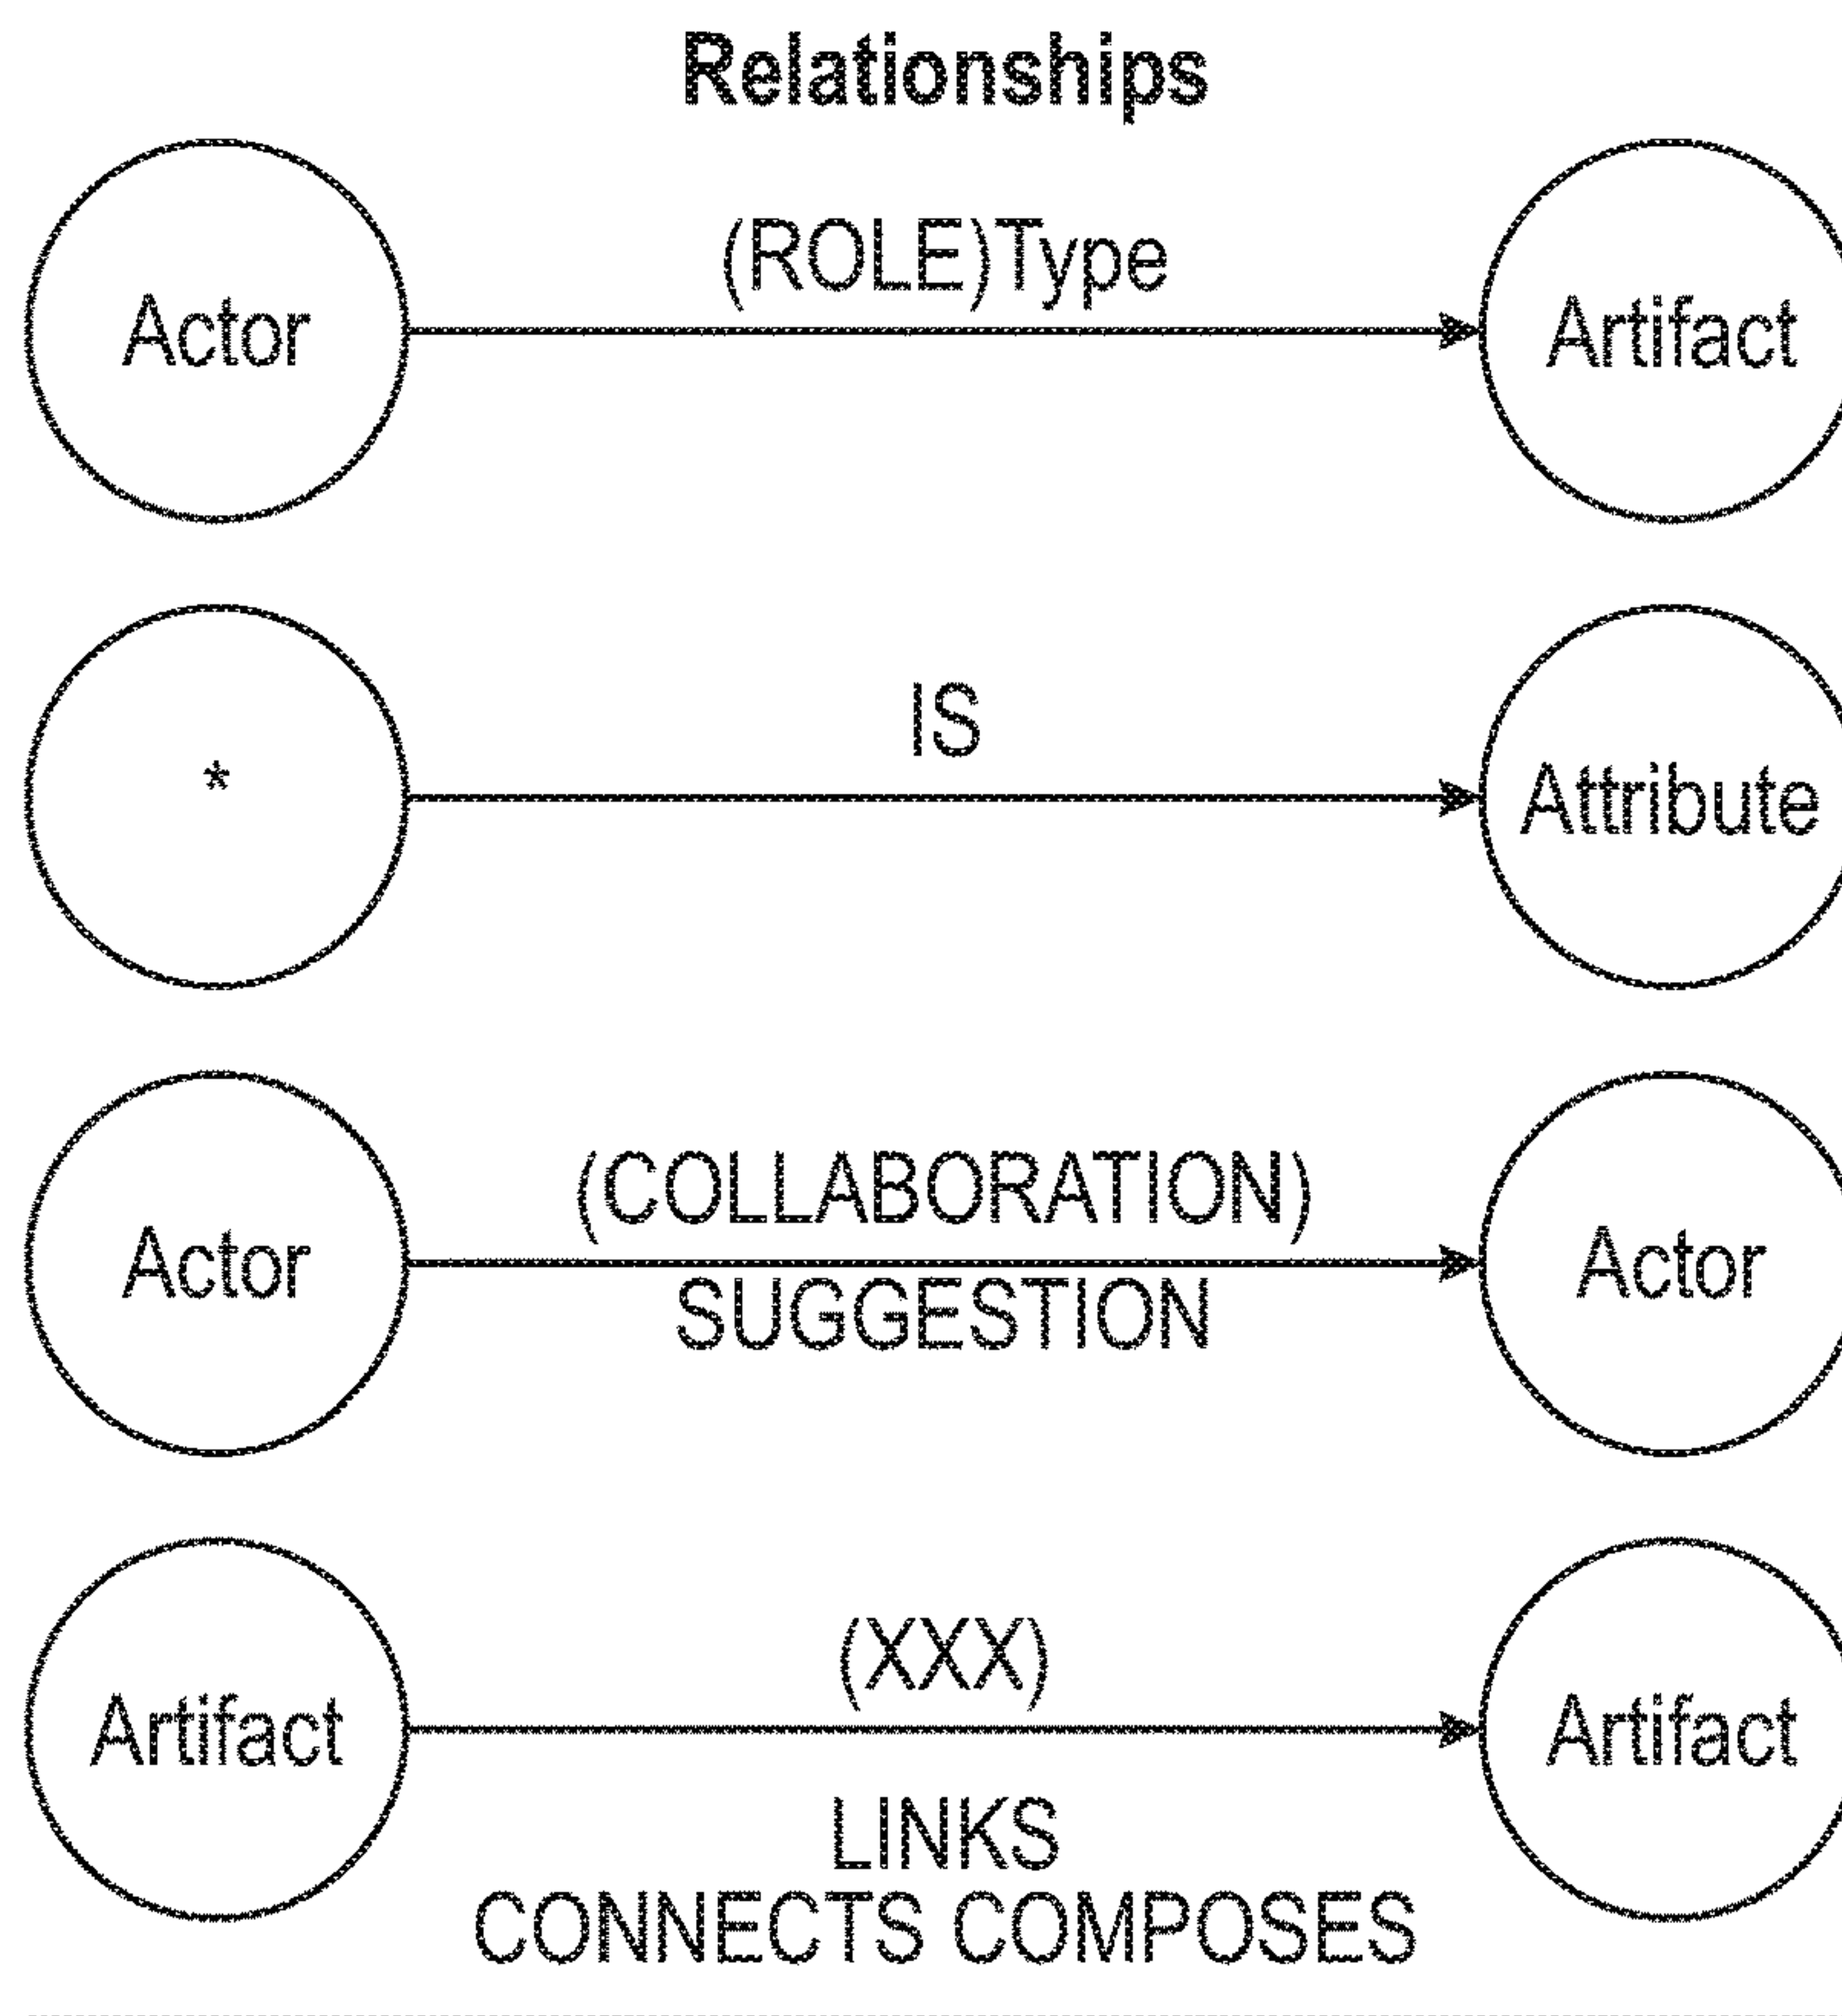 Relationships
(ROLE)Type
Actor
Artifact
IS
*
Attribute
(COLLABORATION)
Actor
Actor
SUGGESTION
(XXX)
Artifact
Artifact
LINKS
CONNECTS COMPOSES